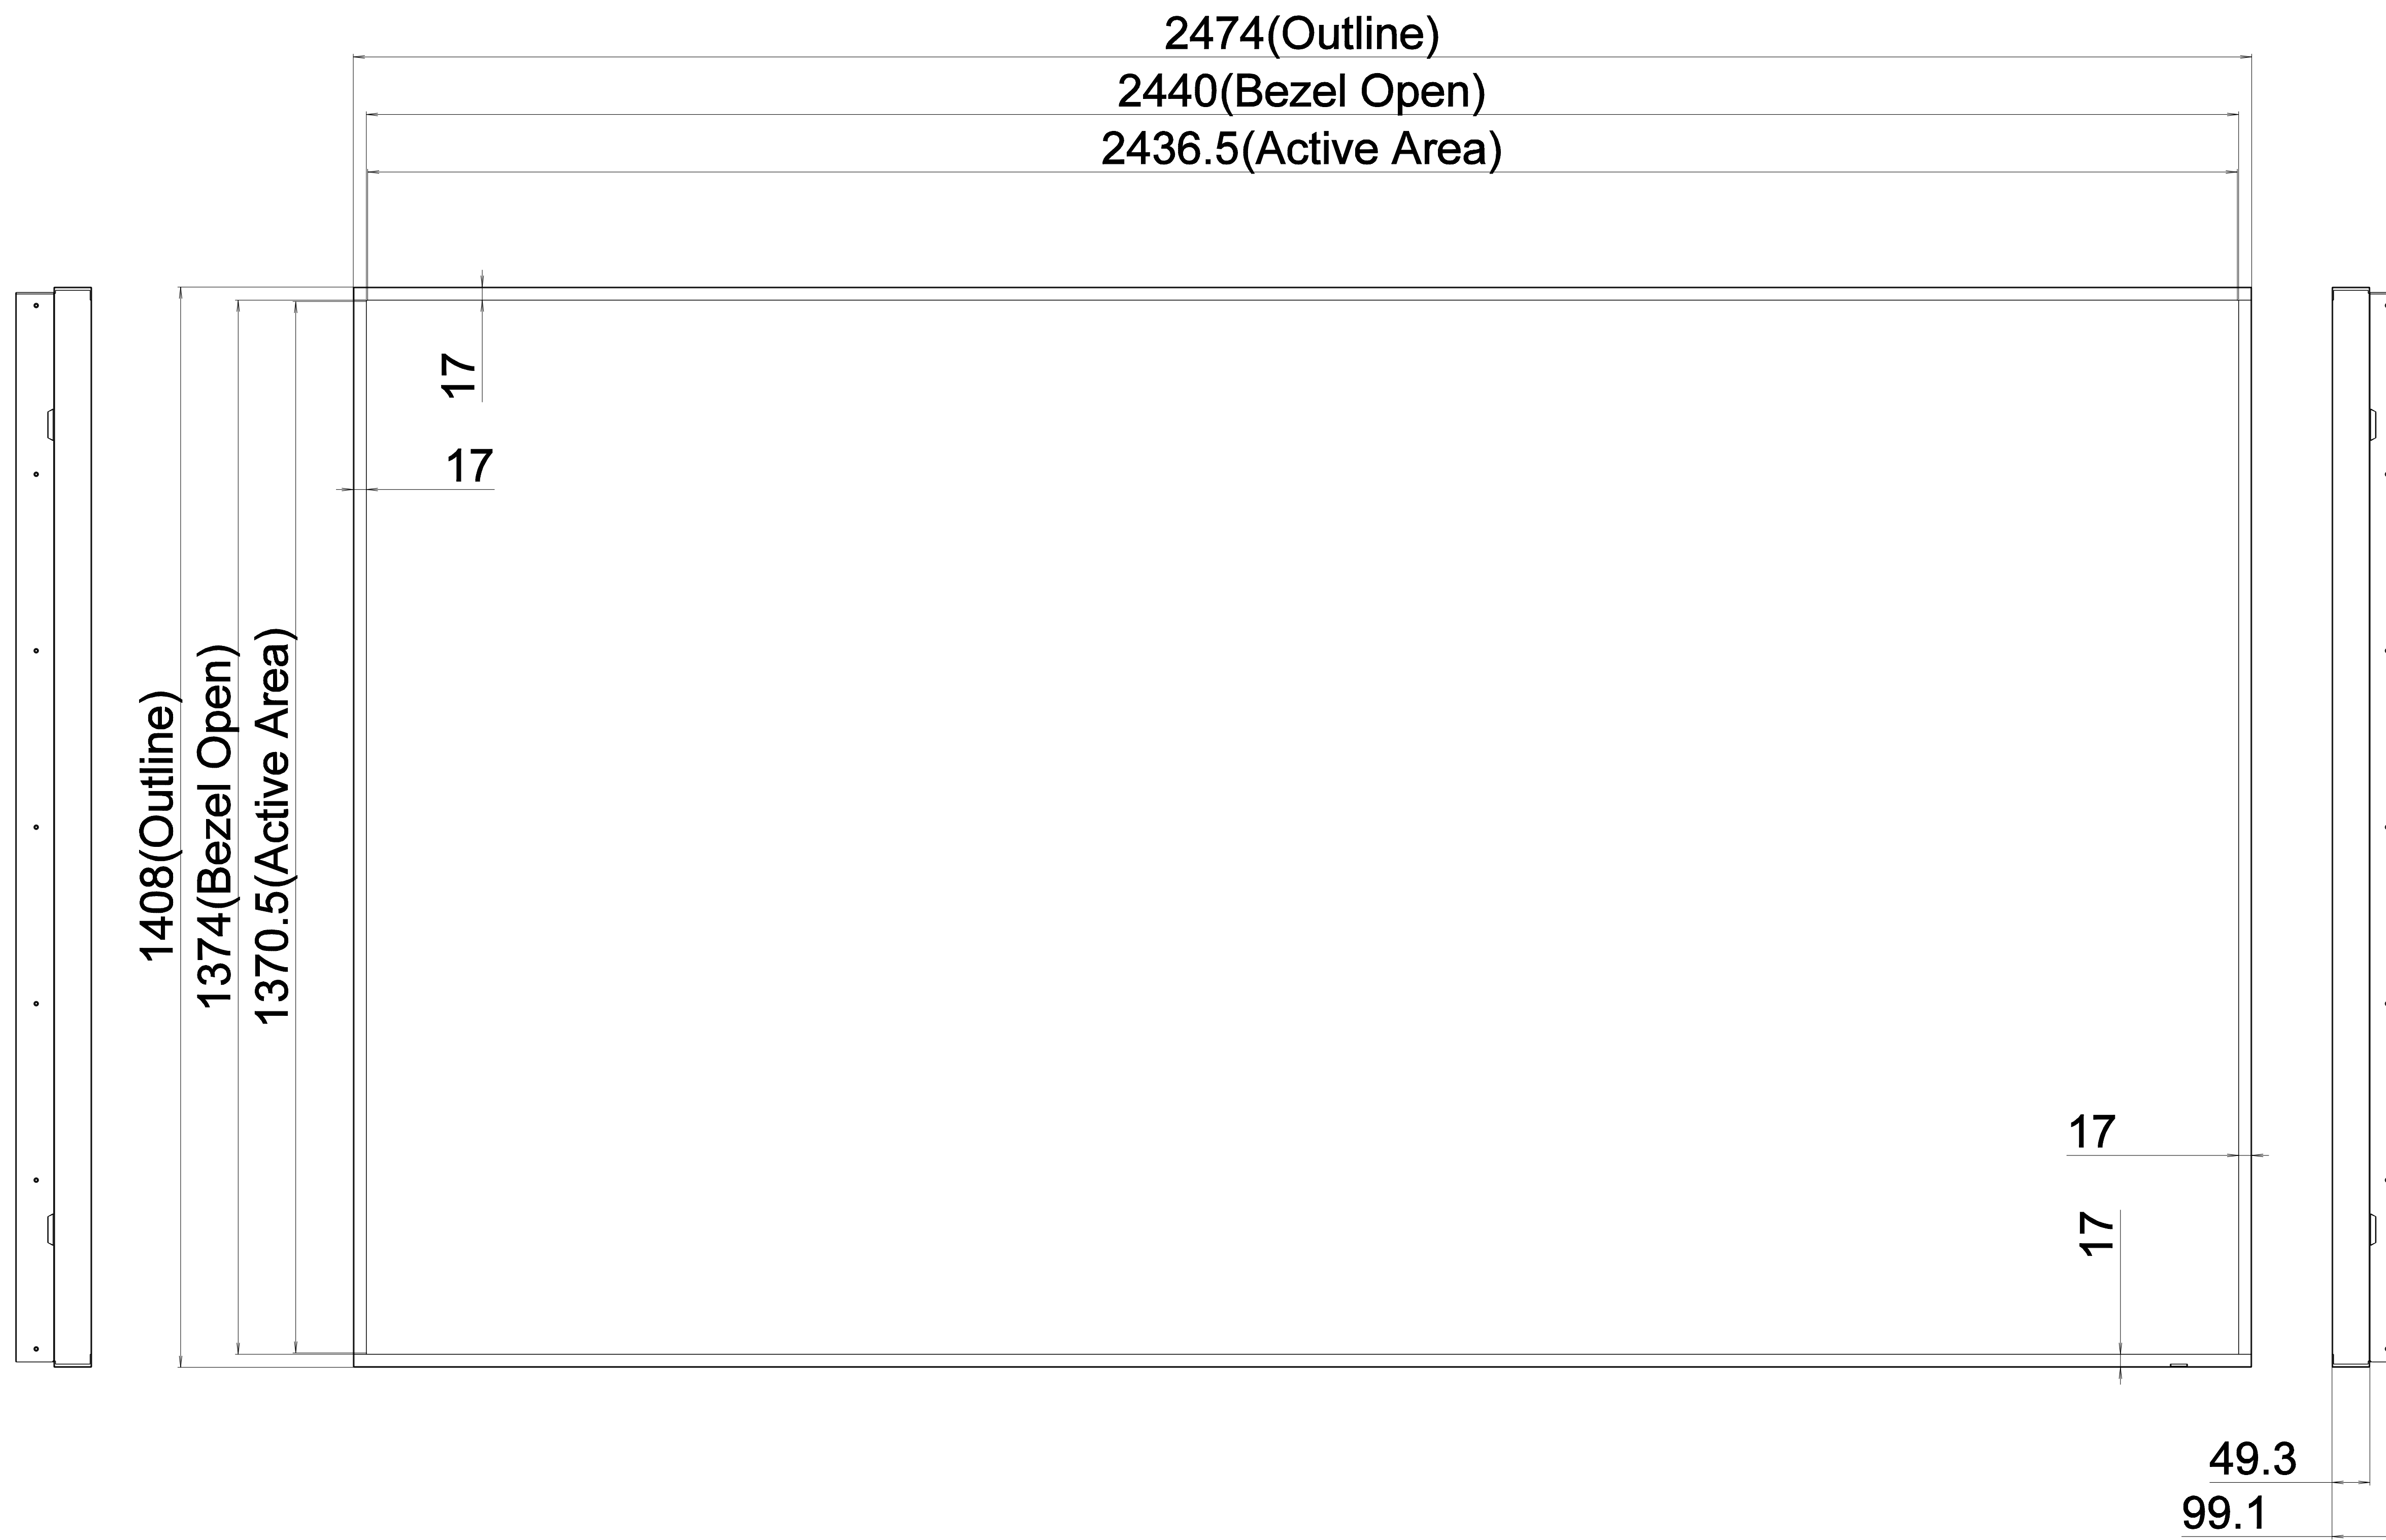 2474(Outline)
2440(Bezel Open)
2436.5(Active Area)
17
17
1408(Outline)
1374(Bezel Open)
1370.5(Active Area)
17
17
49.3
99.1